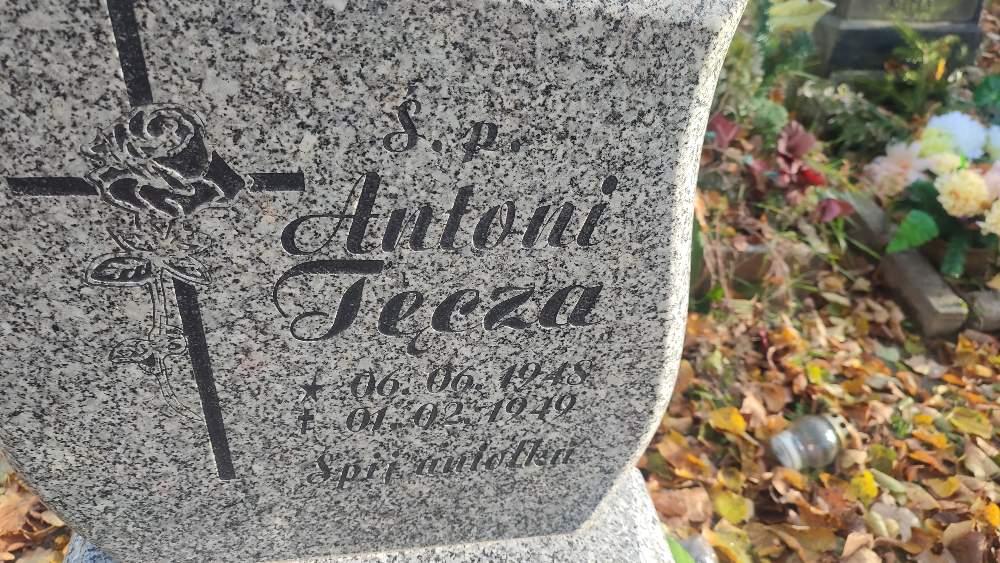 Ś. p.
Antoni
Tęcza
★ 06. 06. 1948
✝ 01. 02. 1949
Śpij aniołku